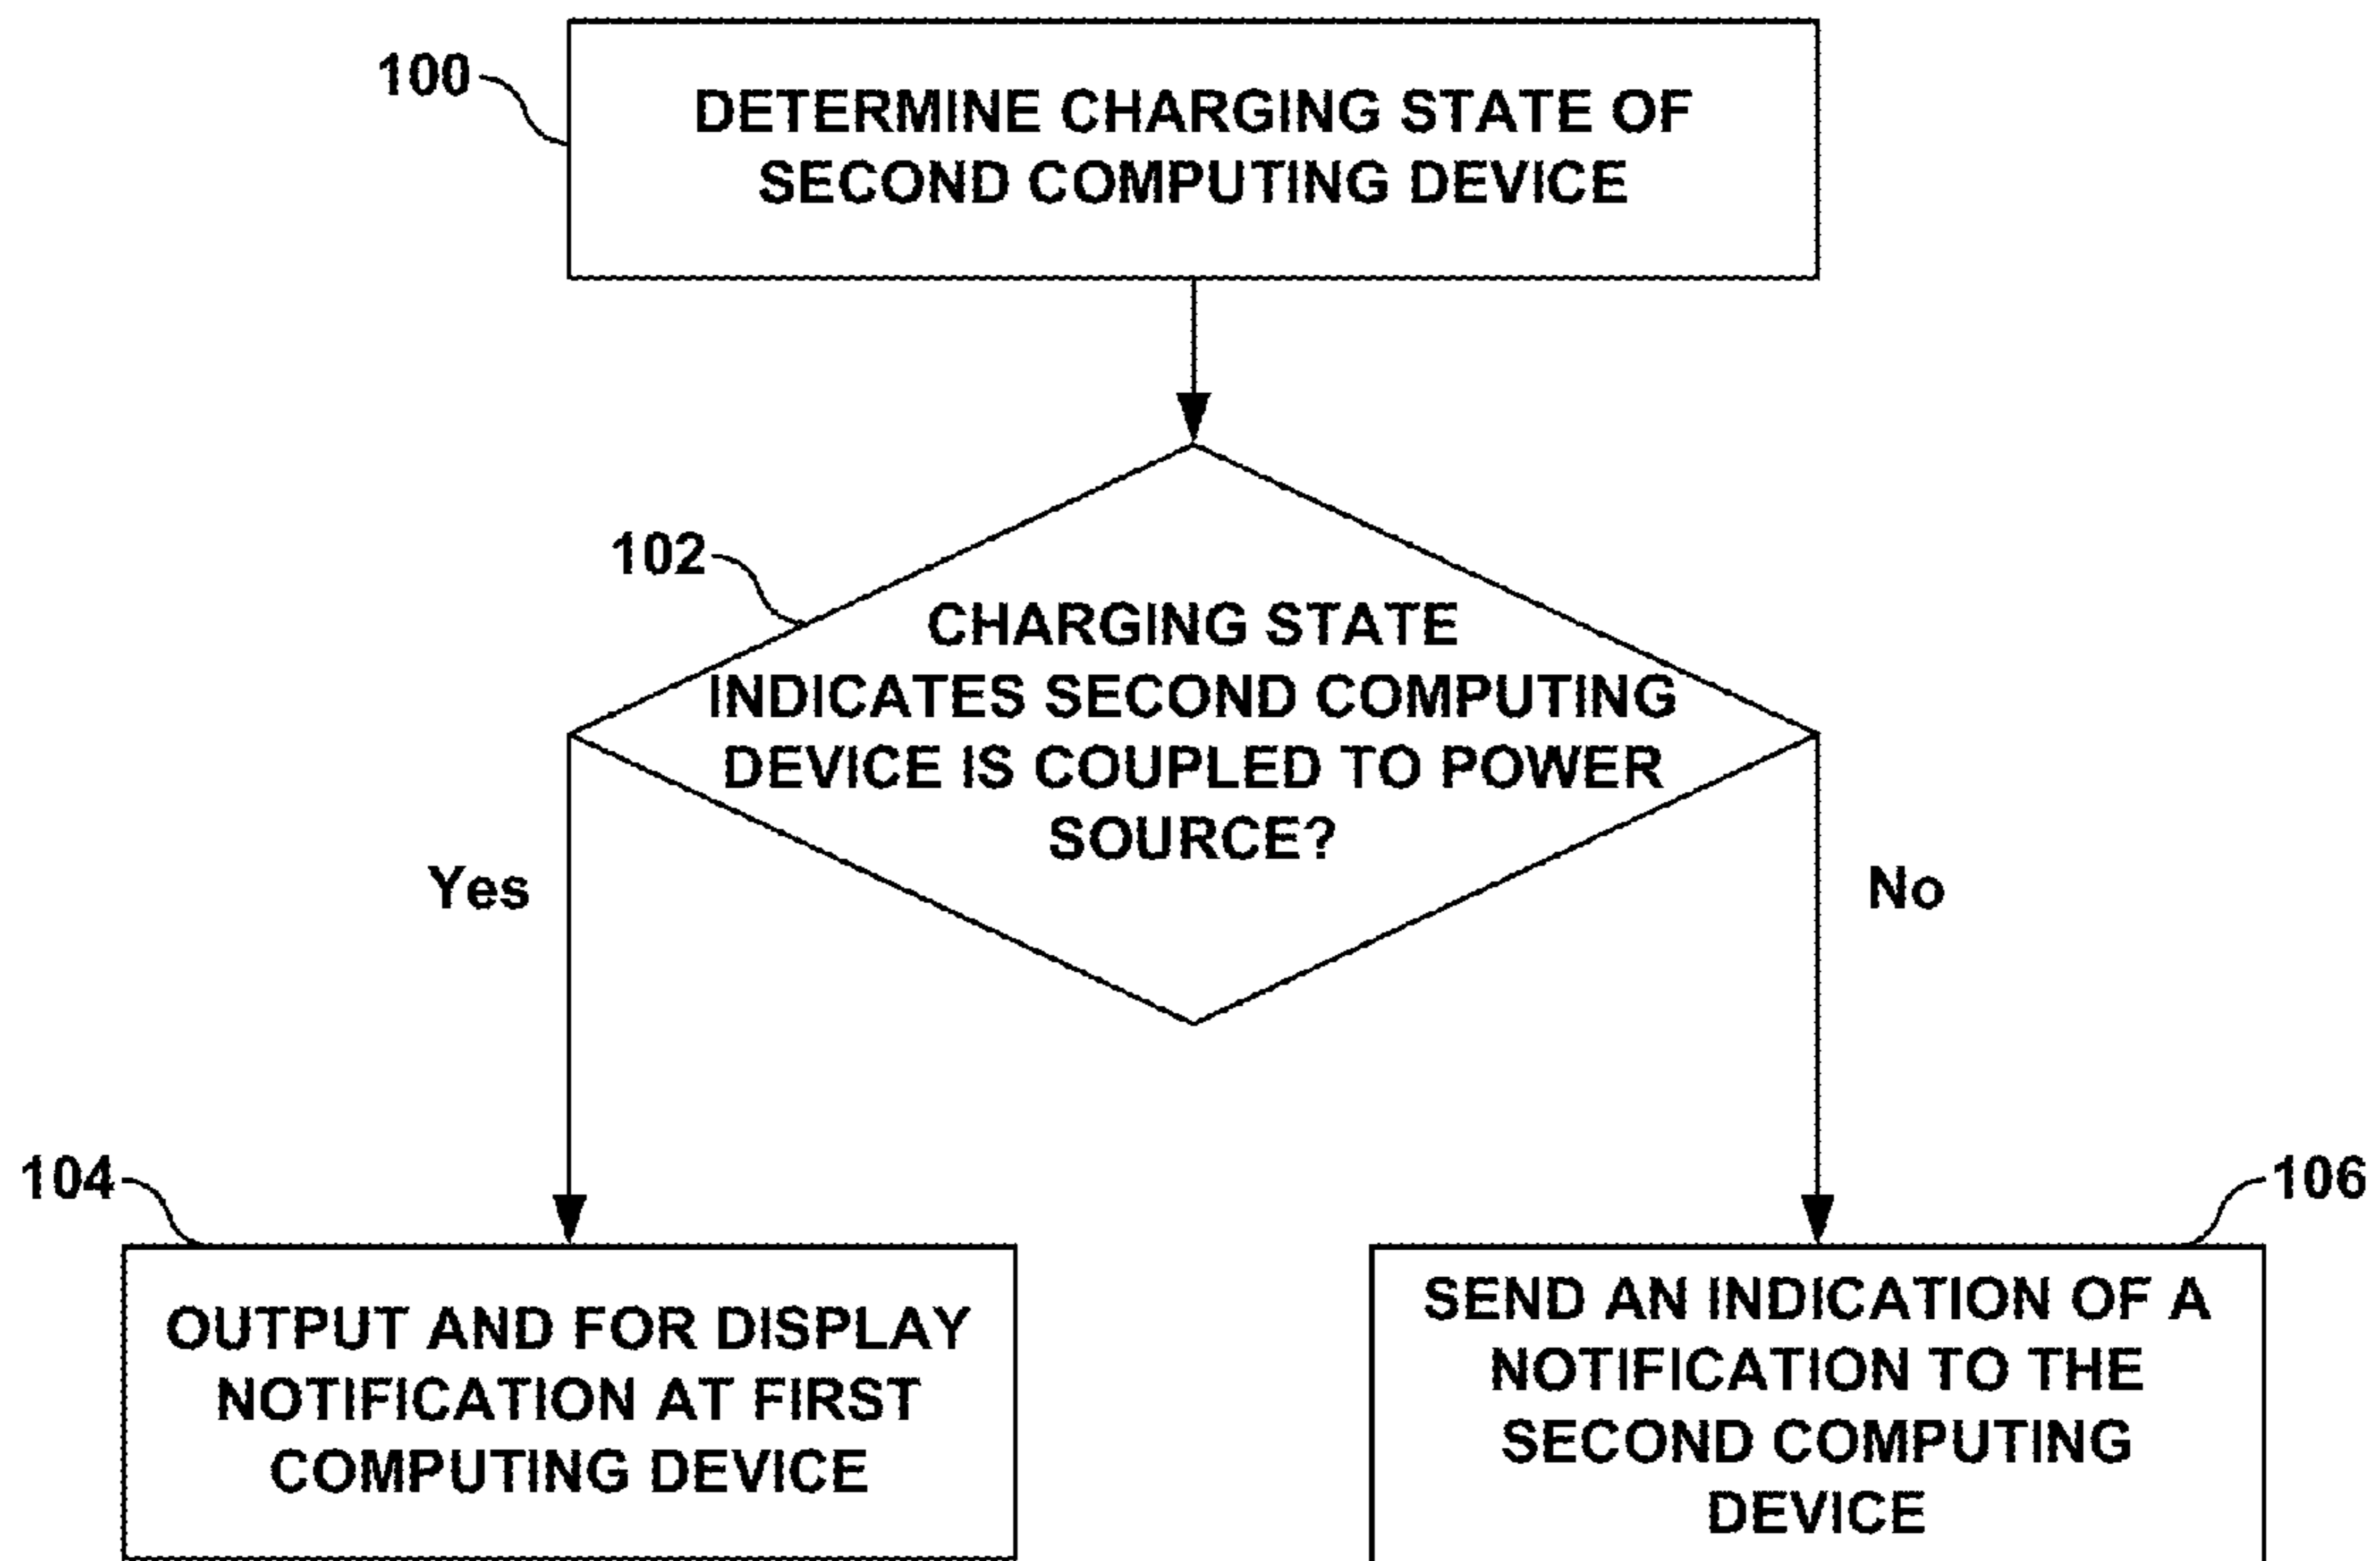 100
DETERMINE CHARGING STATE OF
SECOND COMPUTING DEVICE
102
CHARGING STATE
INDICATES SECOND COMPUTING
DEVICE IS COUPLED TO POWER
SOURCE?
Yes
No
104
OUTPUT AND FOR DISPLAY
NOTIFICATION AT FIRST
COMPUTING DEVICE
106
SEND AN INDICATION OF A
NOTIFICATION TO THE
SECOND COMPUTING
DEVICE